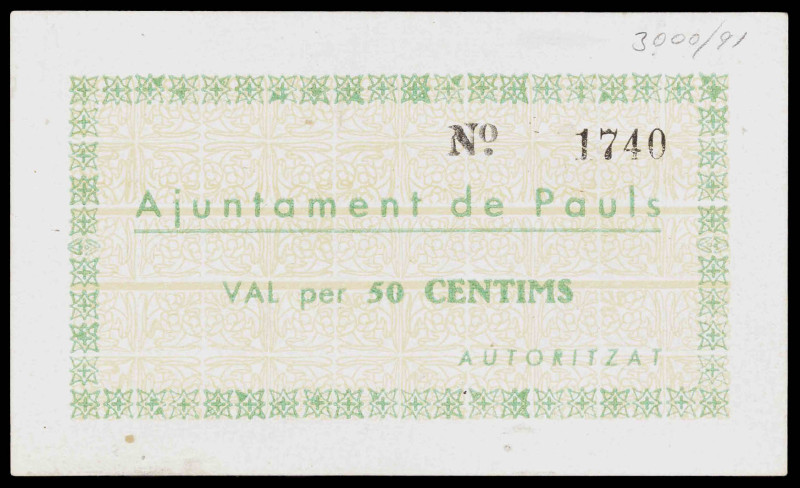 3000/91
Nº 1740
Ajuntament de Pauls
VAL per 50 CENTIMS
AUTORITZAT